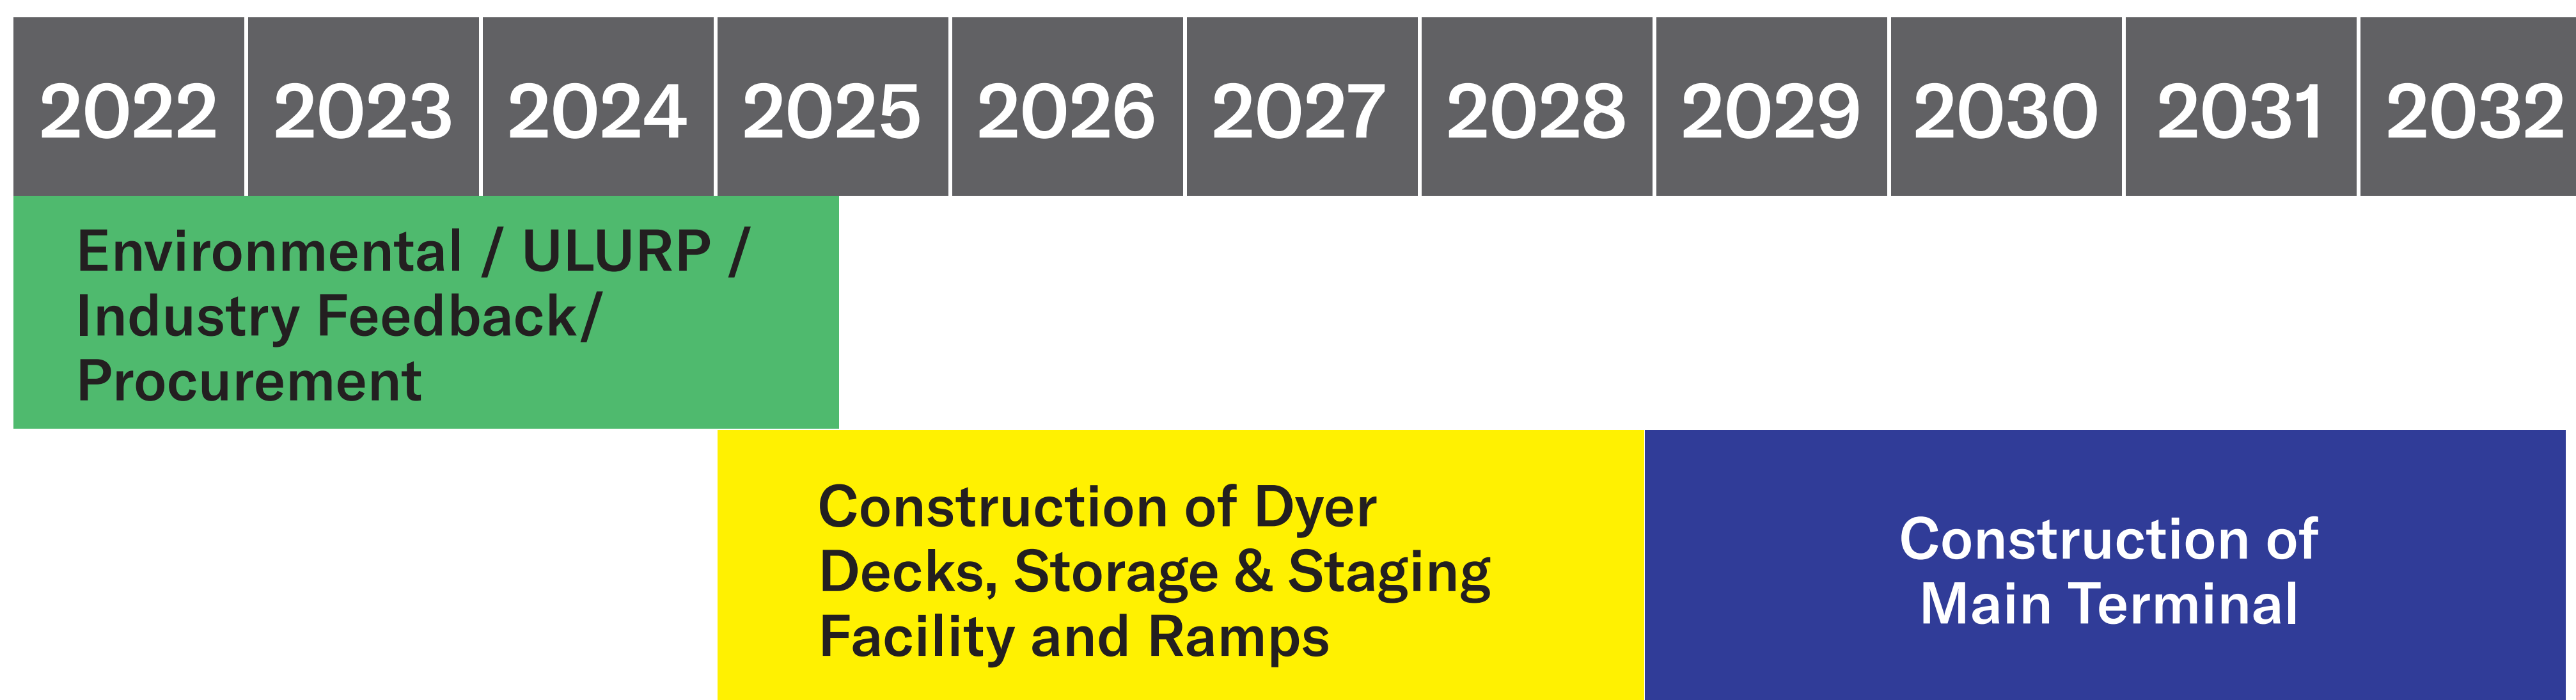 2022 2023 2024 2025 2026 2027 2028 2029 2030 2031 2032
Environmental / ULURP /
Industry Feedback/
Procurement
Construction of Dyer
Decks, Storage & Staging
Facility and Ramps
Construction of
Main Terminal